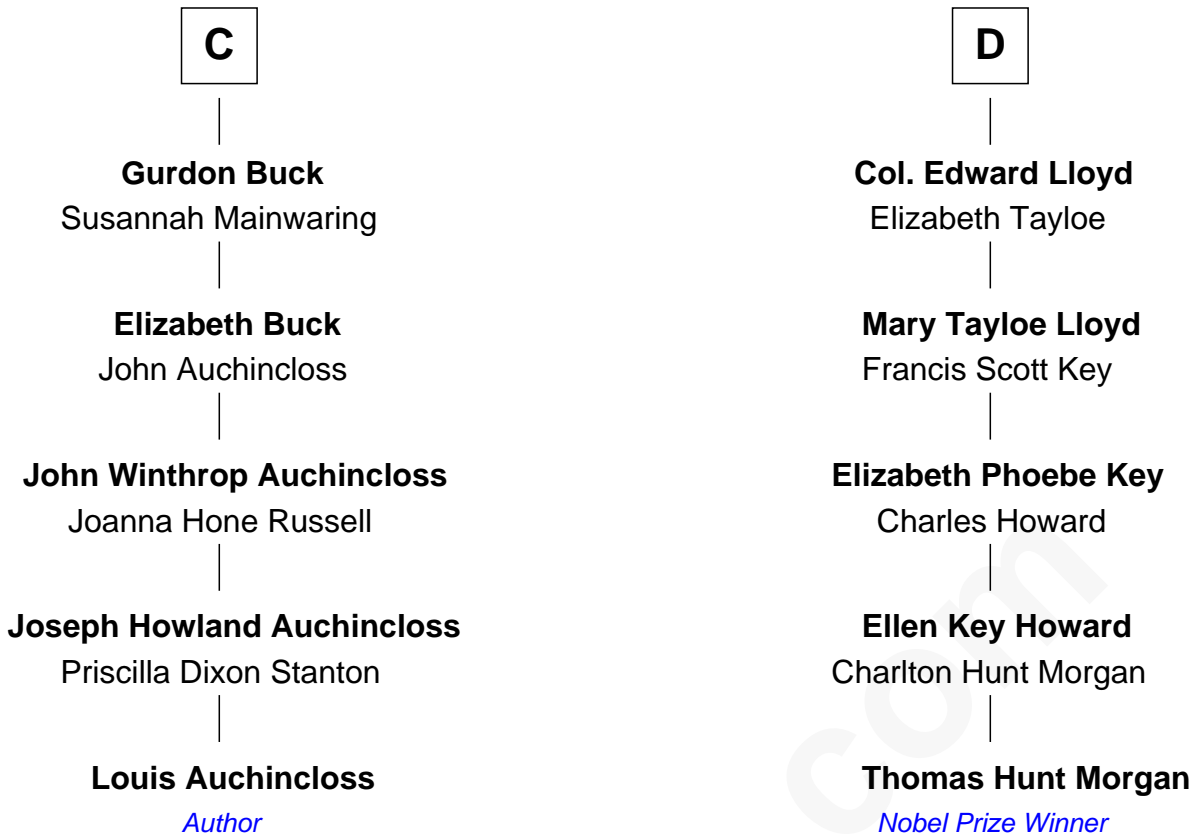 C
Gurdon Buck
Susannah Mainwaring
Elizabeth Buck
John Auchincloss
John Winthrop Auchincloss
Joanna Hone Russell
Joseph Howland Auchincloss
Priscilla Dixon Stanton
Louis Auchincloss
Author
D
Col. Edward Lloyd
Elizabeth Tayloe
Mary Tayloe Lloyd
Francis Scott Key
Elizabeth Phoebe Key
Charles Howard
Ellen Key Howard
Charlton Hunt Morgan
Thomas Hunt Morgan
Nobel Prize Winner
com